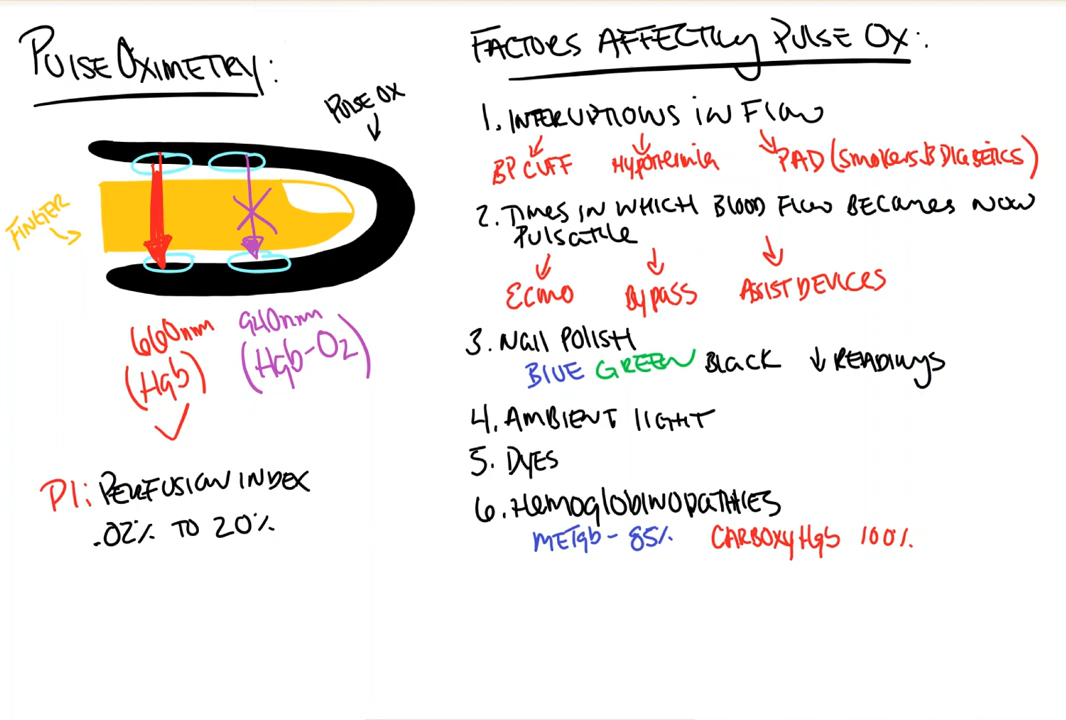 PULSE OXIMETRY:
PULSE OX
FINGER
660nm
(Hgb)
940nm
(Hgb-O2)
PI: PERFUSION INDEX
.02% TO 20%
FACTORS AFFECTING PULSE OX:
1. INTERUPTIONS in Flow
BP CUFF HYPOTHERMIA PAD (SMOKERS & DIABETICS)
2. TIMES IN WHICH BLOOD FLOW BECOMES NON
PULSATILE
ECMO BYPASS ASSIST DEVICES
3. NAIL POLISH
BLUE GREEN BLACK ↓ READINGS
4. AMBIENT LIGHT
5. DYES
6. HEMOGLOBINOPATHIES
METgb - 85% CARBOXYHgb 100%